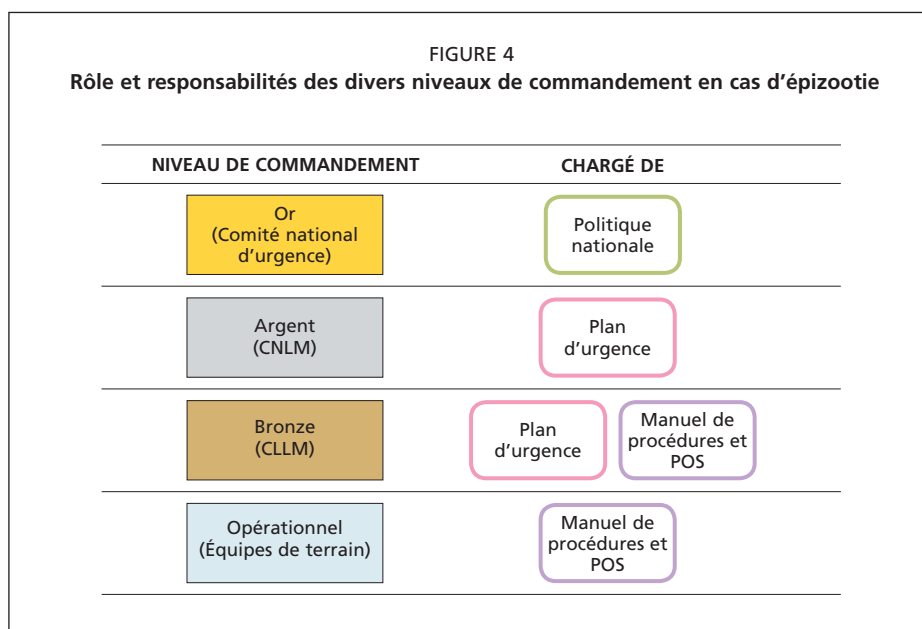 FIGURE 4
Rôle et responsabilités des divers niveaux de commandement en cas d'épizootie
NIVEAU DE COMMANDEMENT
CHARGÉ DE
Or
(Comité national
d'urgence)
Politique
nationale
Argent
(CNLM)
Plan
d'urgence
Bronze
(CLLM)
Plan
d'urgence
Manuel de
procédures et
POS
Opérationnel
(Équipes de terrain)
Manuel de
procédures et
POS